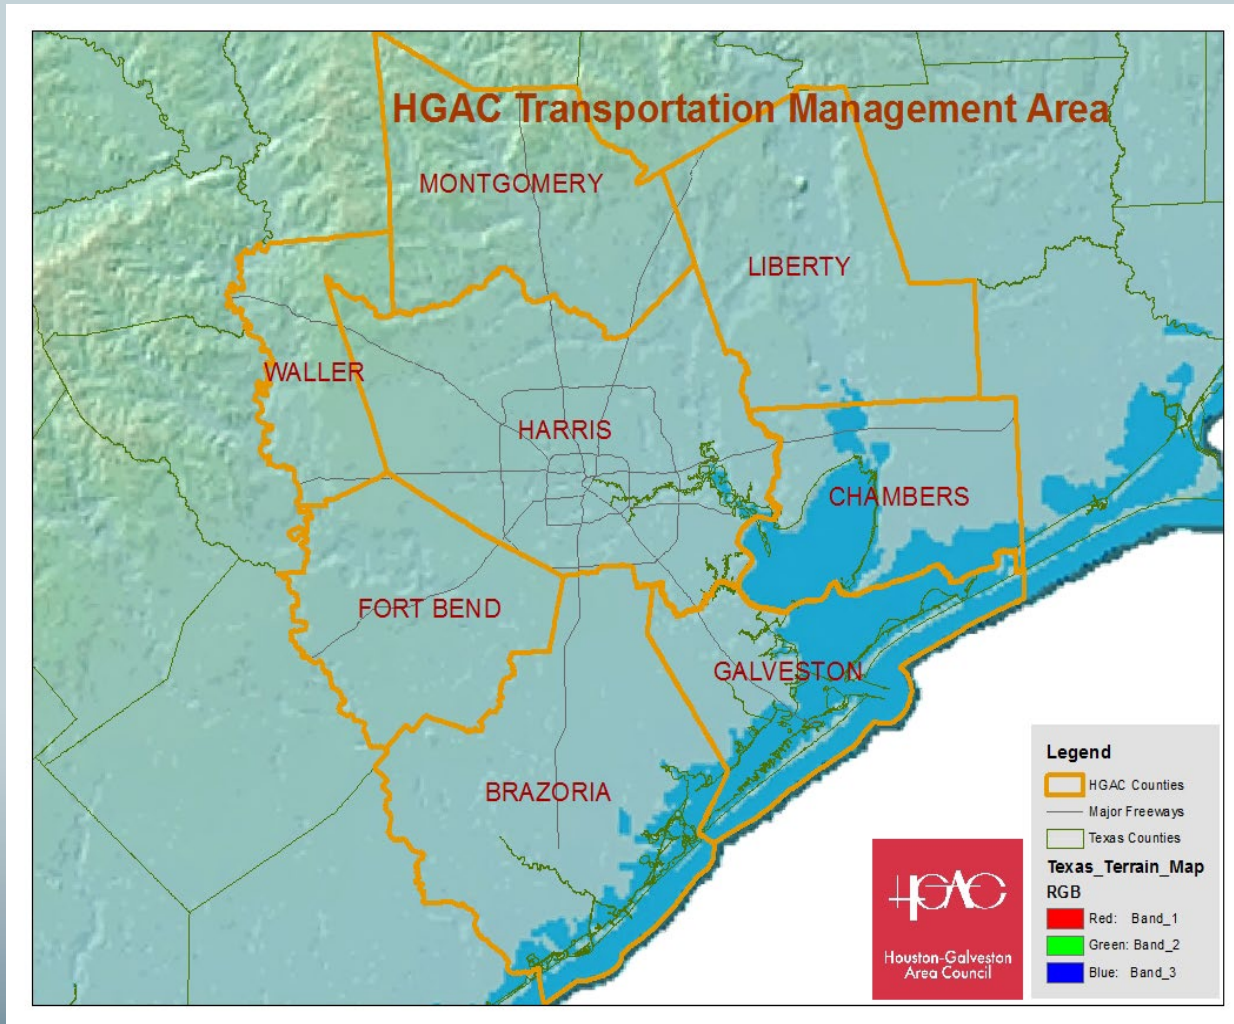 HGAC Transportation Management Area
MONTGOMERY
LIBERTY
WALLER
HARRIS
CHAMBERS
FORT BEND
GALVESTON
BRAZORIA
Legend
HGAC Counties
Major Freeways
Texas Counties
Texas_Terrain_Map
RGB
Red: Band_1
Green: Band_2
Blue: Band_3
HGAC
Houston-Galveston
Area Council